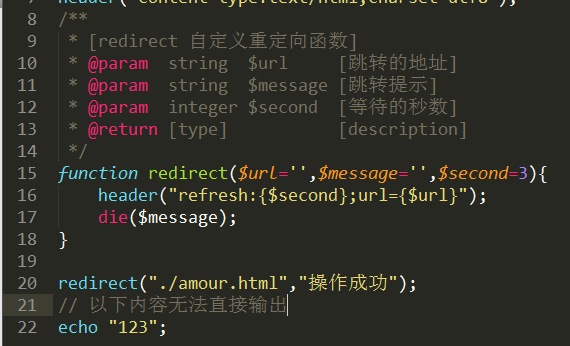 header("content-type:text/html;charset=utf8");
8 /**
9 * [redirect 自定义重定向函数]
10 * @param string $url [跳转的地址]
11 * @param string $message [跳转提示]
12 * @param integer $second [等待的秒数]
13 * @return [type] [description]
14 */
15 function redirect($url='',$message='',$second=3){
16 header("refresh:{$second};url={$url}");
17 die($message);
18 }
19
20 redirect("./amour.html","操作成功");
21 // 以下内容无法直接输出
22 echo "123";